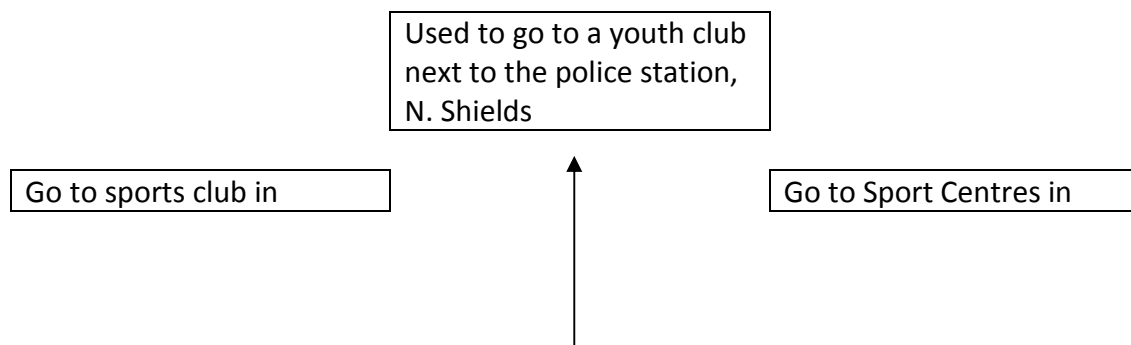 Used to go to a youth club
next to the police station,
N. Shields
Go to sports club in
Go to Sport Centres in